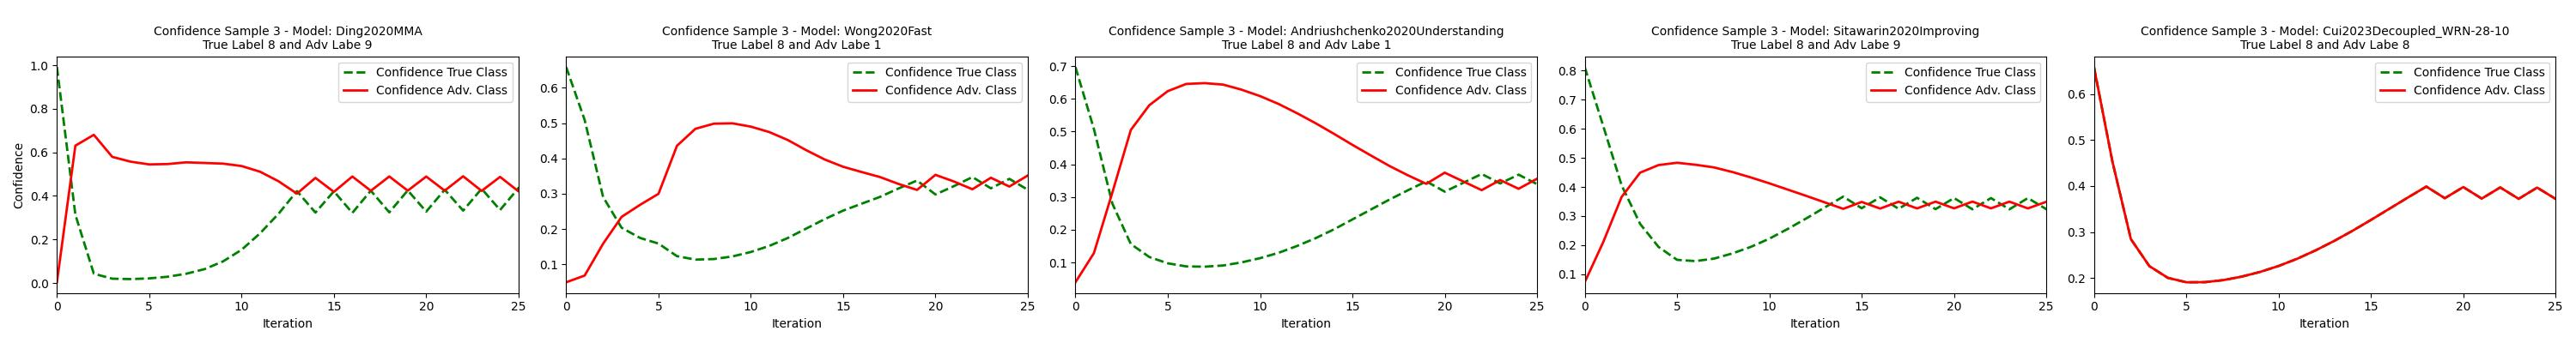 Confidence Sample 3 - Model: Ding2020MMA
True Label 8 and Adv Labe 9
Confidence True Class
Confidence Adv. Class
1.0
0.8
0.6
0.4
0.2
0.0
Confidence
0 5 10 15 20 25
Iteration
Confidence Sample 3 - Model: Wong2020Fast
True Label 8 and Adv Labe 1
Confidence True Class
Confidence Adv. Class
0.6
0.5
0.4
0.3
0.2
0.1
0 5 10 15 20 25
Iteration
Confidence Sample 3 - Model: Andriushchenko2020Understanding
True Label 8 and Adv Labe 1
Confidence True Class
Confidence Adv. Class
0.7
0.6
0.5
0.4
0.3
0.2
0.1
0 5 10 15 20 25
Iteration
Confidence Sample 3 - Model: Sitawarin2020Improving
True Label 8 and Adv Labe 9
Confidence True Class
Confidence Adv. Class
0.8
0.7
0.6
0.5
0.4
0.3
0.2
0.1
0 5 10 15 20 25
Iteration
Confidence Sample 3 - Model: Cui2023Decoupled_WRN-28-10
True Label 8 and Adv Labe 8
Confidence True Class
Confidence Adv. Class
0.6
0.5
0.4
0.3
0.2
0 5 10 15 20 25
Iteration